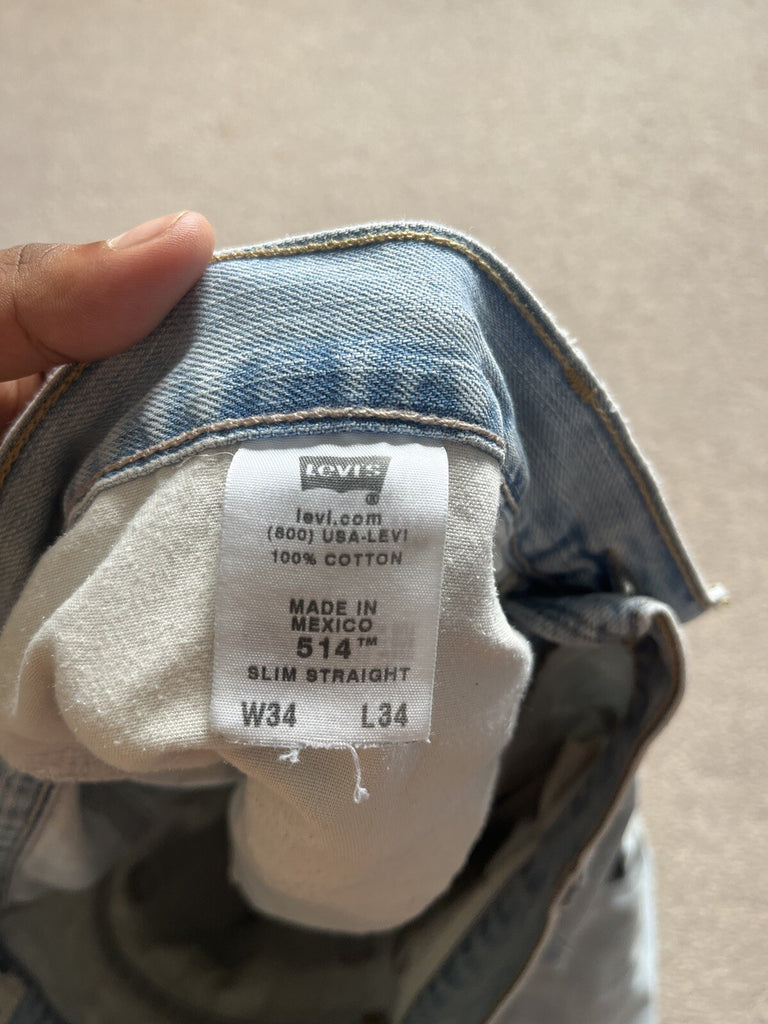 Levi's
®
levi.com
(800) USA-LEVI
100% COTTON
MADE IN
MEXICO
514™
SLIM STRAIGHT
W34 L34